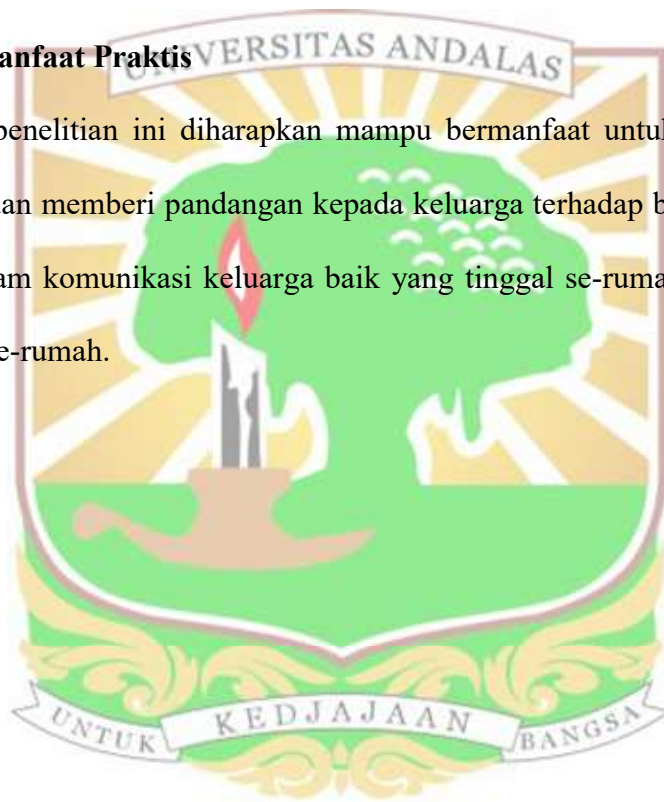 UNIVERSITAS ANDALAS
anfaat Praktis
penelitian ini diharapkan mampu bermanfaat untuk
dan memberi pandangan kepada keluarga terhadap b
am komunikasi keluarga baik yang tinggal se-ruma
e-rumah.
UNTUK KEDJAJAAN BANGSA